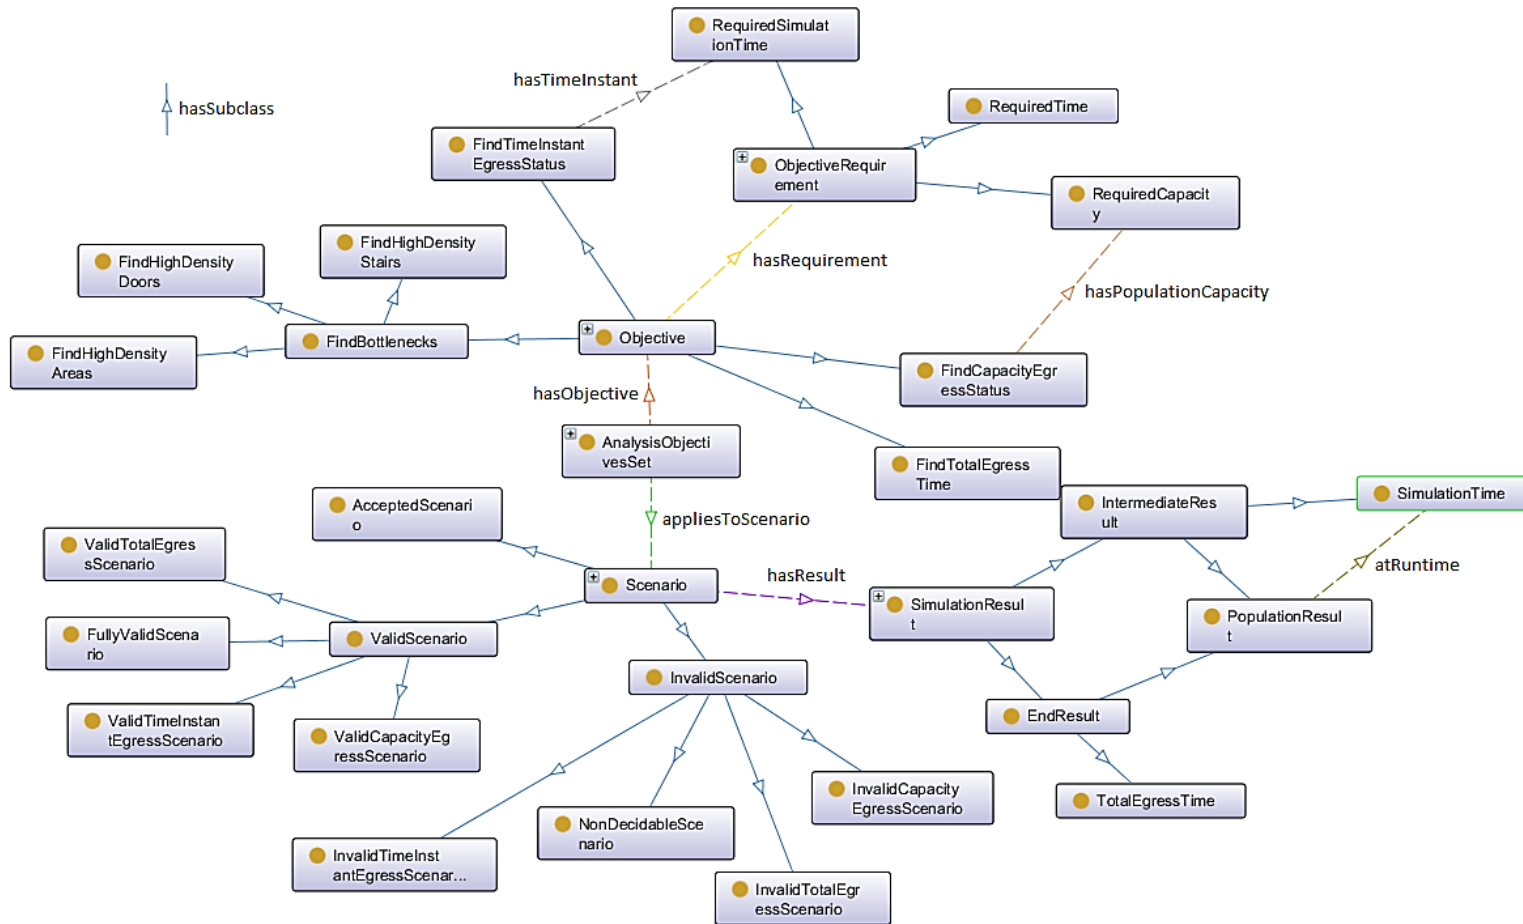 RequiredSimulat
ionTime
hasTimeInstant
hasSubclass
RequiredTime
FindTimeInstant
EgressStatus
ObjectiveRequir
ement
RequiredCapacit
y
FindHighDensity
Stairs
FindHighDensity
Doors
hasRequirement
hasPopulationCapacity
FindBottlenecks
Objective
FindHighDensity
Areas
FindCapacityEgr
essStatus
hasObjective
AnalysisObjecti
vesSet
FindTotalEgress
Time
IntermediateRe
sult
SimulationTime
AcceptedScenari
o
appliesToScenario
ValidTotalEgres
sScenario
hasResult
atRuntime
Scenario
SimulationResul
t
PopulationResul
t
FullyValidScena
rio
ValidScenario
InvalidScenario
ValidTimeInstan
tEgressScenario
EndResult
ValidCapacityEg
ressScenario
InvalidCapacity
EgressScenario
TotalEgressTime
NonDecidableSce
nario
InvalidTimeInst
antEgressScenar...
InvalidTotalEgr
essScenario